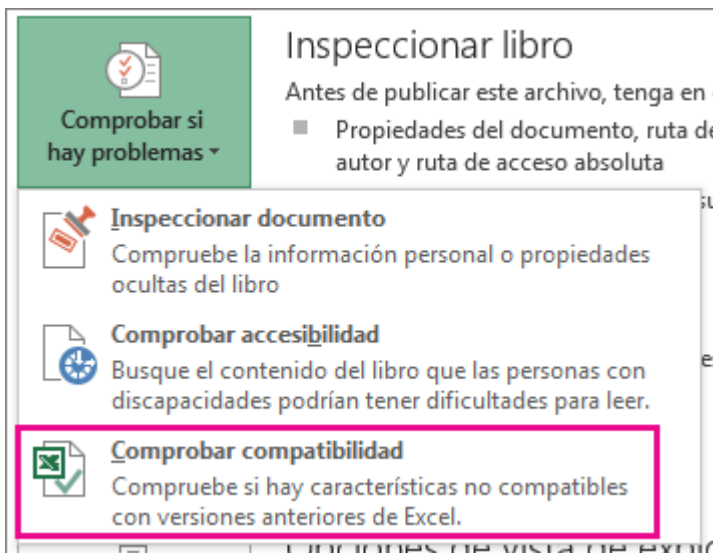 Inspeccionar libro
Antes de publicar este archivo, tenga en
Comprobar si
hay problemas
Propiedades del documento, ruta de
autor y ruta de acceso absoluta
Inspeccionar documento
Compruebe la información personal o propiedades
ocultas del libro
Comprobar accesibilidad
Busque el contenido del libro que las personas con
discapacidades podrían tener dificultades para leer.
Comprobar compatibilidad
Compruebe si hay características no compatibles
con versiones anteriores de Excel.